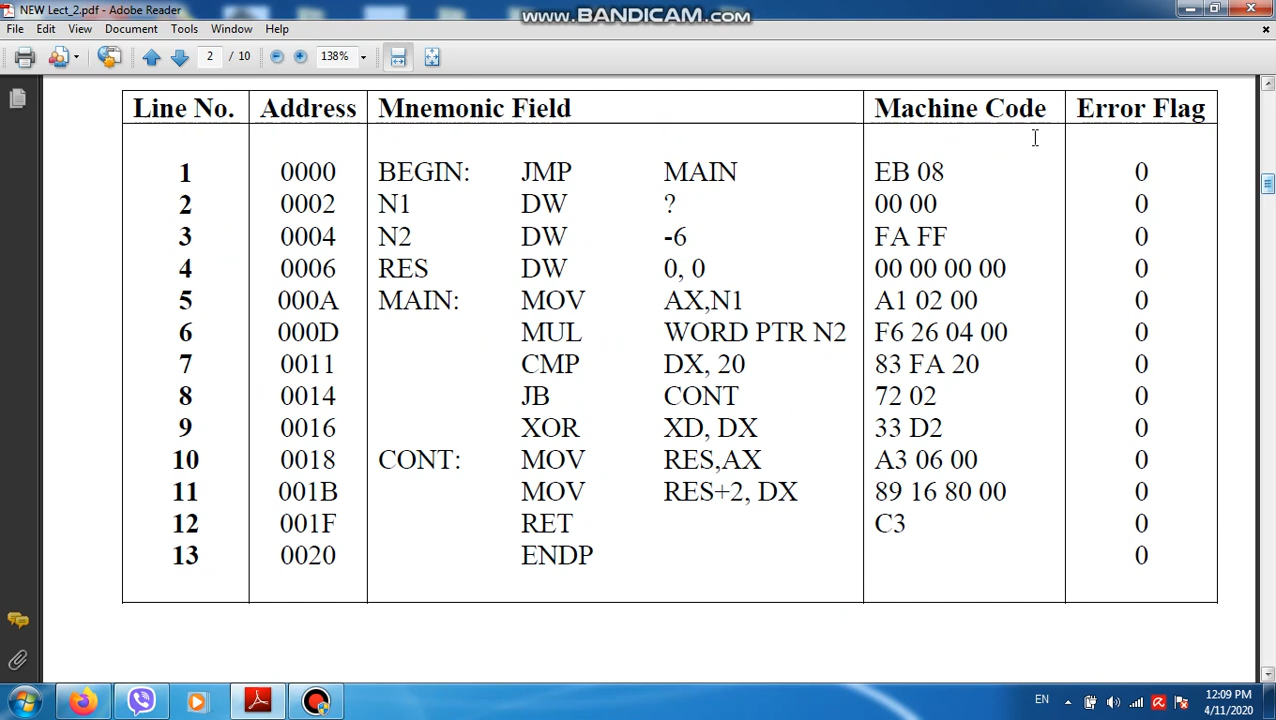 NEW Lect_2.pdf - Adobe Reader
www.BANDICAM.com
File Edit View Document Tools Window Help
2 / 10 138%
Line No. Address Mnemonic Field Machine Code Error Flag
1 0000 BEGIN: JMP MAIN EB 08 0
2 0002 N1 DW ? 00 00 0
3 0004 N2 DW -6 FA FF 0
4 0006 RES DW 0, 0 00 00 00 00 0
5 000A MAIN: MOV AX,N1 A1 02 00 0
6 000D MUL WORD PTR N2 F6 26 04 00 0
7 0011 CMP DX, 20 83 FA 20 0
8 0014 JB CONT 72 02 0
9 0016 XOR XD, DX 33 D2 0
10 0018 CONT: MOV RES,AX A3 06 00 0
11 001B MOV RES+2, DX 89 16 80 00 0
12 001F RET C3 0
13 0020 ENDP 0
EN 12:09 PM
4/11/2020